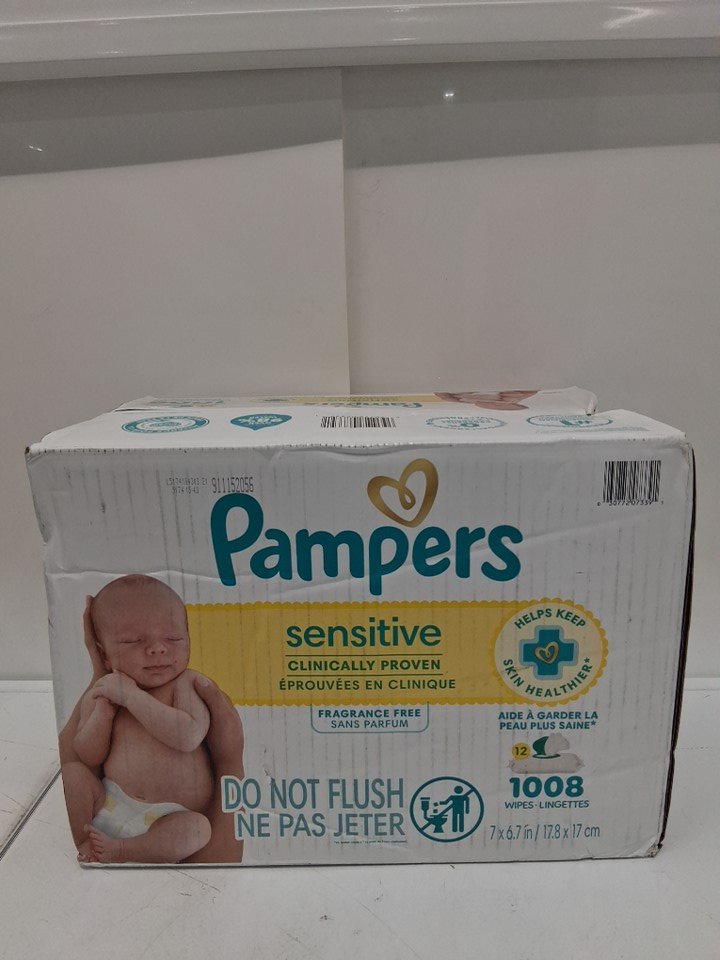 Pampers
911152056
Pampers
sensitive
CLINICALLY PROVEN
ÉPROUVÉES EN CLINIQUE
FRAGRANCE FREE
SANS PARFUM
HELPS KEEP
SKIN HEALTHIER*
AIDE À GARDER LA
PEAU PLUS SAINE*
12
1008
WIPES • LINGETTES
7 x 6.7 in / 17.8 x 17 cm
DO NOT FLUSH
NE PAS JETER